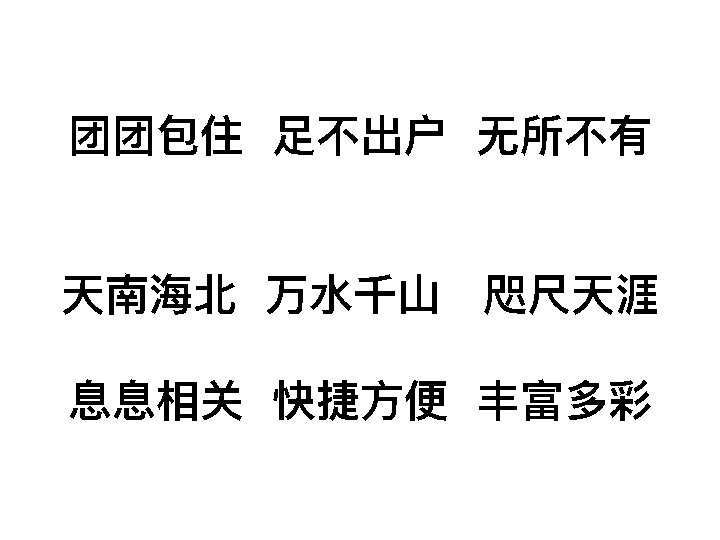 团团包住 足不出户 无所不有
天南海北 万水千山 咫尺天涯
息息相关 快捷方便 丰富多彩